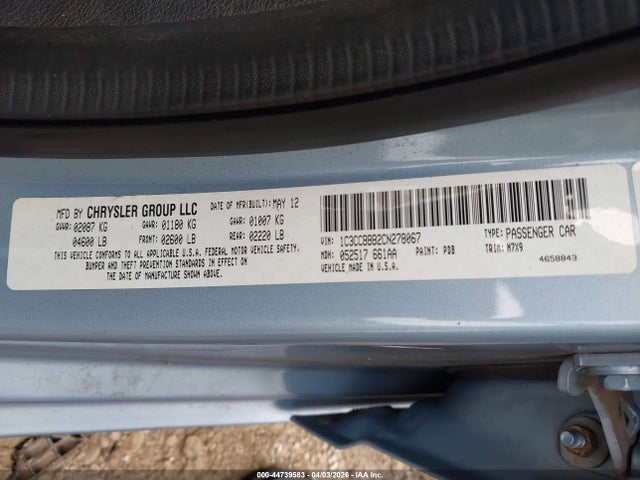 MFD BY CHRYSLER GROUP LLC DATE OF MFR(BUILT): MAY 12
GVWR: 02087 KG GAWR: 01180 KG GAWR: 01007 KG
04600 LB FRONT: 02600 LB REAR: 02220 LB
THIS VEHICLE CONFORMS TO ALL APPLICABLE U.S.A. FEDERAL MOTOR VEHICLE SAFETY,
BUMPER AND THEFT PREVENTION STANDARDS IN EFFECT ON
THE DATE OF MANUFACTURE SHOWN ABOVE.
VIN: 1C3CCBBB2CN278067 TYPE: PASSENGER CAR
MDH: 052517 661AA PAINT: PDB TRIM: M7X9
VEHICLE MADE IN U.S.A. 4658843
000-44739583 | 04/03/2026 | IAA Inc.